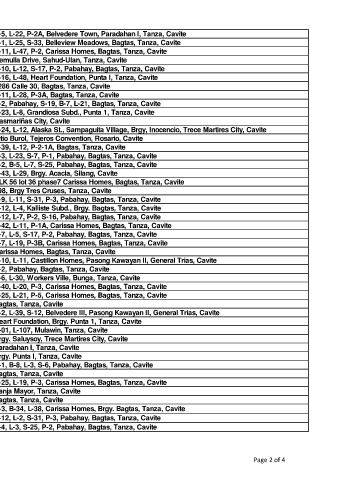 -5, L-22, P-2A, Belvedere Town, Paradahan I, Tanza, Cavite
-1, L-25, S-33, Belleview Meadows, Bagtas, Tanza, Cavite
-11, L-47, P-2, Carissa Homes, Bagtas, Tanza, Cavite
emulla Drive, Sahud-Ulan, Tanza, Cavite
-10, L-12, S-17, P-2, Pabahay, Bagtas, Tanza, Cavite
-16, L-48, Heart Foundation, Punta I, Tanza, Cavite
286 Calle 30, Bagtas, Tanza, Cavite
-11, L-28, P-3A, Bagtas, Tanza, Cavite
-2, Pabahay, S-19, B-7, L-21, Bagtas, Tanza, Cavite
-23, L-8, Grandiosa Subd., Punta 1, Tanza, Cavite
asmariñas City, Cavite
-24, L-12, Alaska St., Sampaguita Village, Brgy, Inocencio, Trece Martires City, Cavite
itio Burol, Tejeros Convention, Rosario, Cavite
-39, L-12, P-2-1A, Bagtas, Tanza, Cavite
-3, L-23, S-7, P-1, Pabahay, Bagtas, Tanza, Cavite
-2, B-5, L-7, S-25, Pabahay, Bagtas, Tanza, Cavite
-43, L-29, Brgy. Acacia, Silang, Cavite
LK 56 lot 36 phase7 Carissa Homes, Bagtas, Tanza, Cavite
98, Brgy Tres Cruses, Tanza, Cavite
-9, L-11, S-31, P-3, Pabahay, Bagtas, Tanza, Cavite
-12, L-4, Kalliste Subd., Brgy. Bagtas, Tanza, Cavite
-12, L-7, P-2, S-16, Pabahay, Bagtas, Tanza, Cavite
-42, L-11, P-1A, Carissa Homes, Bagtas, Tanza, Cavite
-7, L-5, S-17, P-2, Pabahay, Bagtas, Tanza, Cavite
-7, L-19, P-3B, Carissa Homes, Bagtas, Tanza, Cavite
arissa Homes, Bagtas, Tanza, Cavite
-10, L-11, Castillon Homes, Pasong Kawayan II, General Trias, Cavite
-2, Pabahay, Bagtas, Tanza, Cavite
-6, L-30, Workers Ville, Bunga, Tanza, Cavite
-40, L-20, P-3, Carissa Homes, Bagtas, Tanza, Cavite
-25, L-21, P-5, Carissa Homes, Bagtas, Tanza, Cavite
agtas, Tanza, Cavite
-2, L-39, S-12, Belvedere III, Pasong Kawayan II, General Trias, Cavite
eart Foundation, Brgy. Punta 1, Tanza, Cavite
-01, L-107, Mulawin, Tanza, Cavite
rgy. Saluysoy, Trece Martires City, Cavite
aradahan I, Tanza, Cavite
rgy. Punta I, Tanza, Cavite
-1, B-8, L-3, S-6, Pabahay, Bagtas, Tanza, Cavite
agtas, Tanza, Cavite
-25, L-19, P-3, Carissa Homes, Bagtas, Tanza, Cavite
anja Mayor, Tanza, Cavite
agtas, Tanza, Cavite
-3, B-34, L-38, Carissa Homes, Brgy. Bagtas, Tanza, Cavite
-12, L-2, S-31, P-3, Pabahay, Bagtas, Tanza, Cavite
-4, L-3, S-25, P-2, Pabahay, Bagtas, Tanza, Cavite
Page 2 of 4